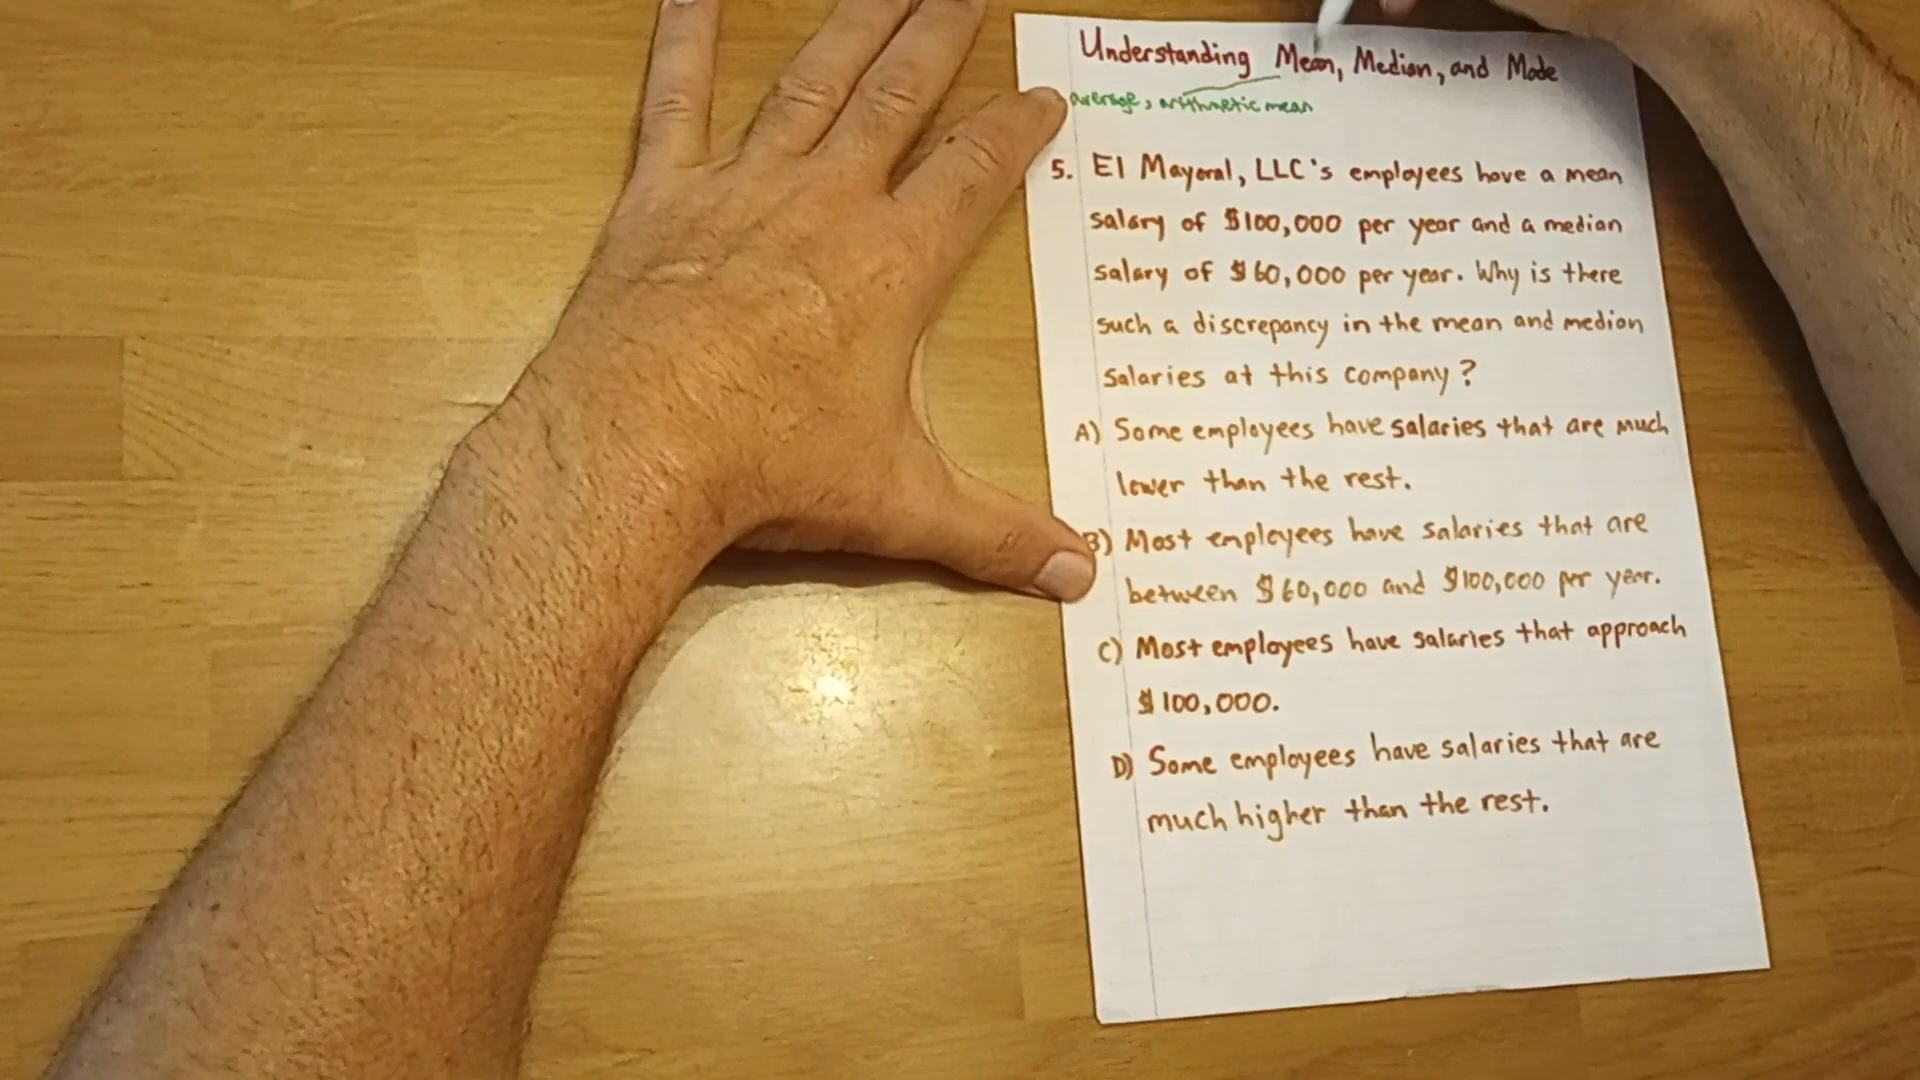 Understanding Mean, Median, and Mode
average, arithmetic mean
5. El Mayoral, LLC's employees have a mean
salary of $100,000 per year and a median
salary of $60,000 per year. Why is there
such a discrepancy in the mean and median
salaries at this company?
A) Some employees have salaries that are much
lower than the rest.
B) Most employees have salaries that are
between $60,000 and $100,000 per year.
C) Most employees have salaries that approach
$100,000.
D) Some employees have salaries that are
much higher than the rest.